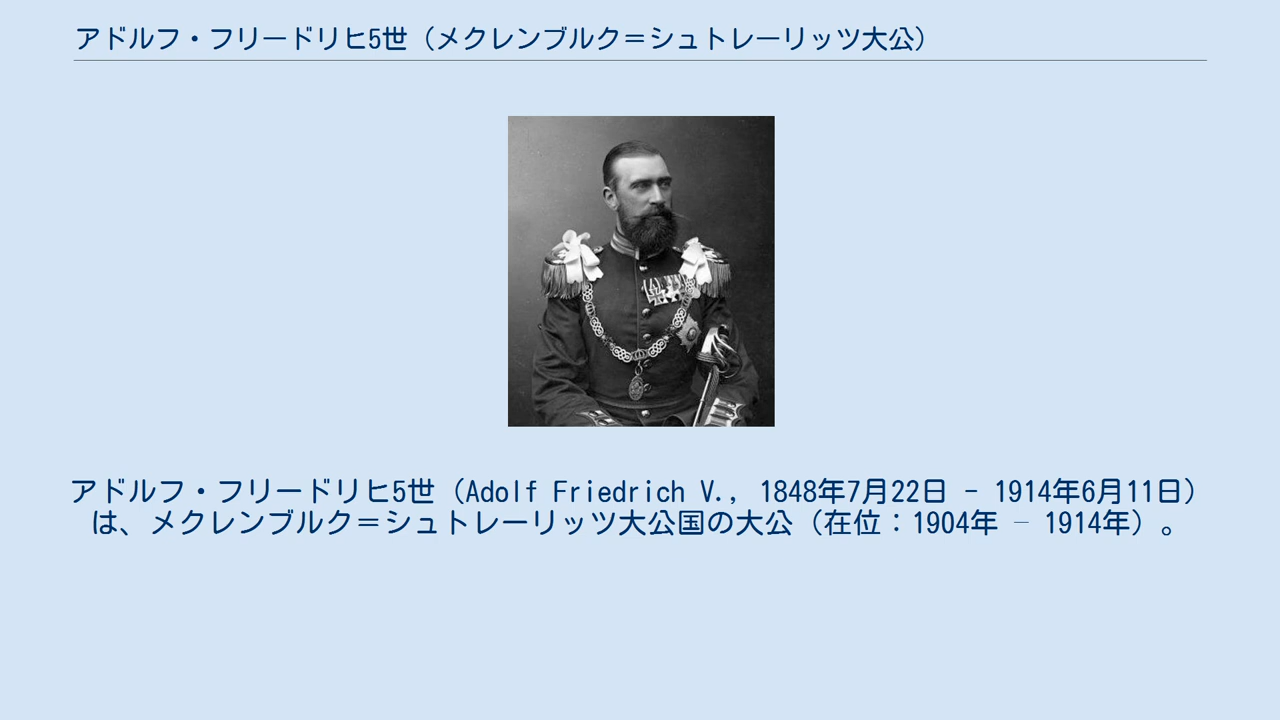 アドルフ・フリードリヒ5世（メクレンブルク＝シュトレーリッツ大公）
アドルフ・フリードリヒ5世（Adolf Friedrich V., 1848年7月22日 - 1914年6月11日）
は、メクレンブルク＝シュトレーリッツ大公国の大公（在位：1904年 – 1914年）。